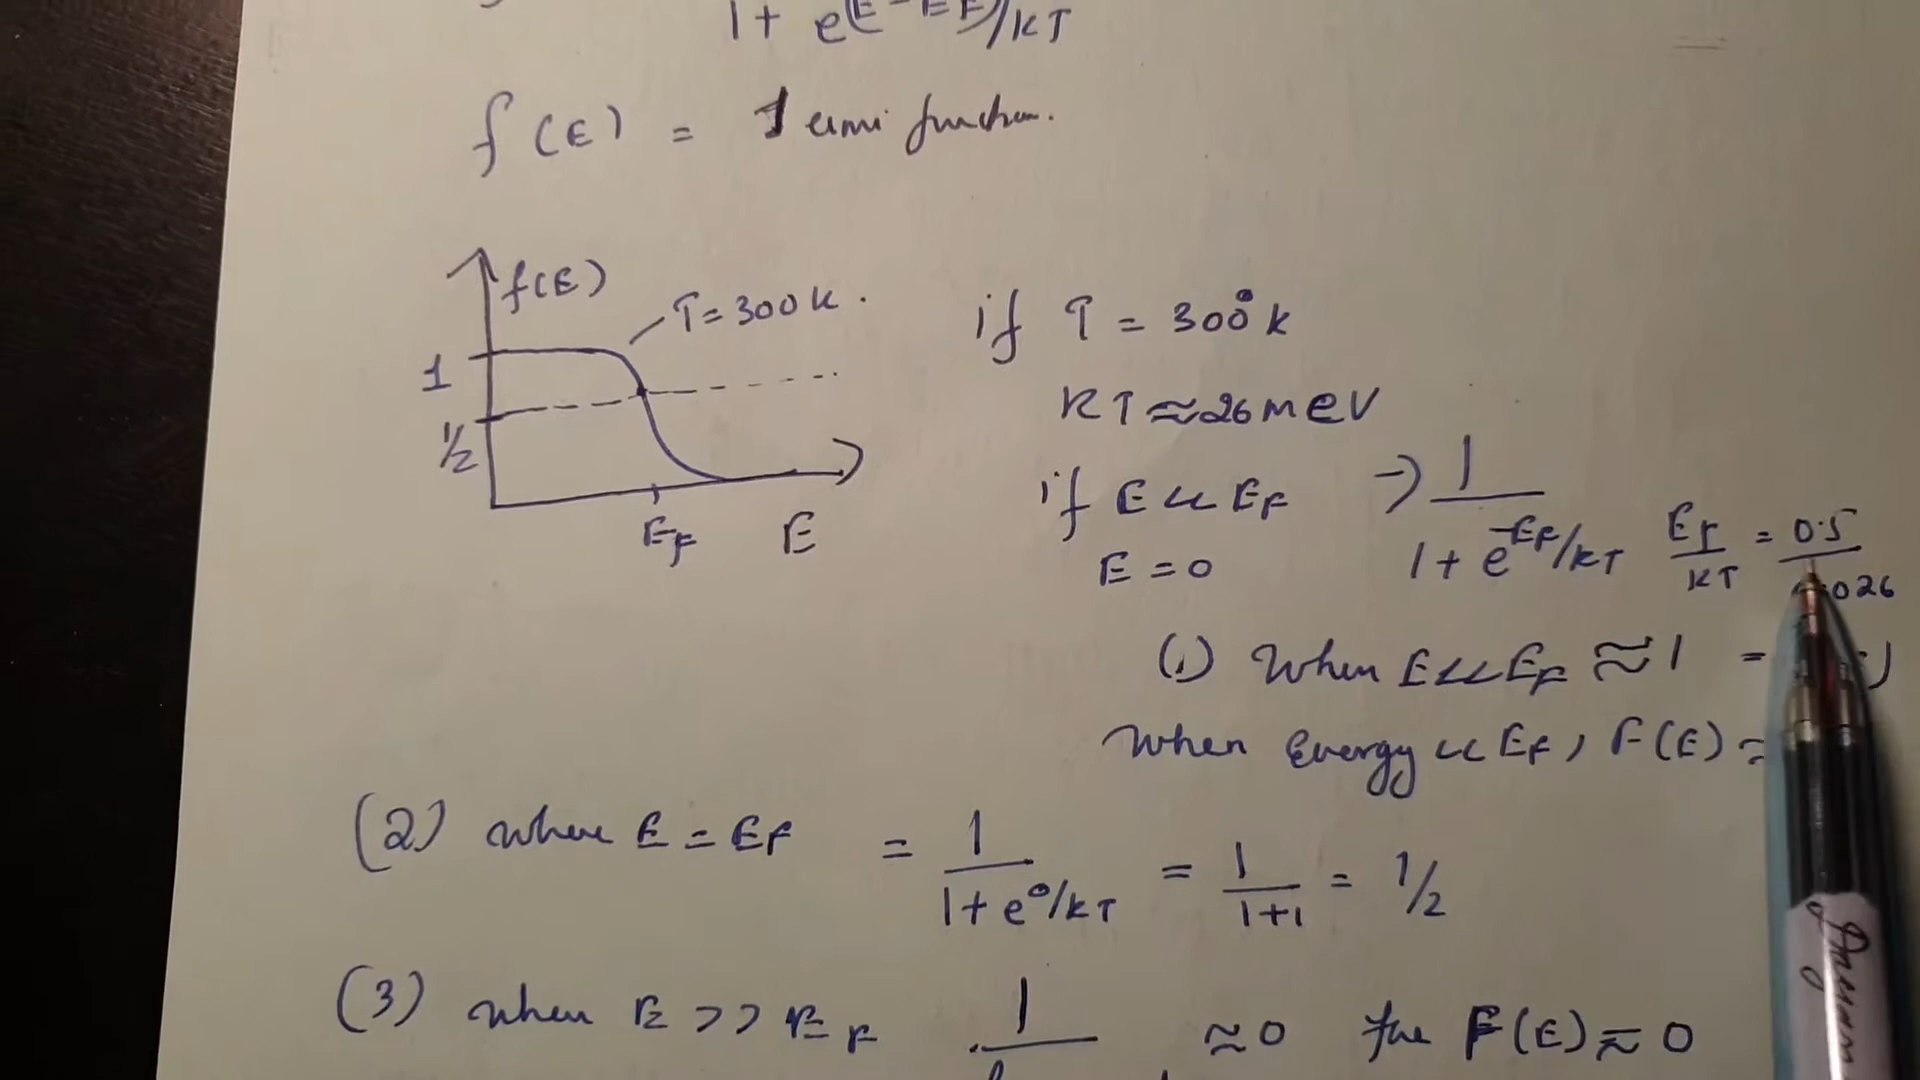 1 + e(E - EF)/KT
f(E) = fermi function.
f(E)
T = 300K.
1
1/2
EF E
if T = 300°K
KT ≈ 26 meV
if E << EF → 1
E = 0 1 + e-EF/KT Ef/KT = 0.5/0.026
(1) When E << EF ≈ 1 =
When Energy << EF, F(E) ≈
(2) when E = EF = 1/1 + e0/KT = 1/1+1 = 1/2
(3) when E >> EF 1 ≈ 0 the F(E) ≈ 0